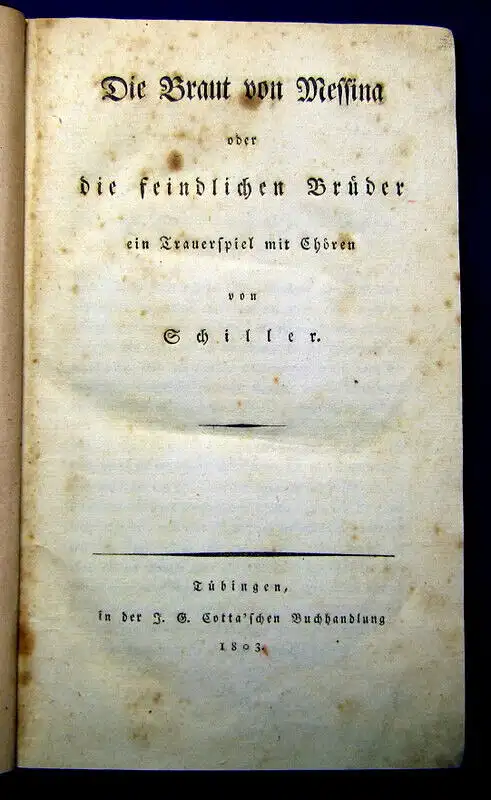 Die Braut von Meſſina
oder
die feindlichen Brüder
ein Trauerſpiel mit Chören
von
Schiller.
Tübingen,
in der J. G. Cotta'ſchen Buchhandlung
1803.